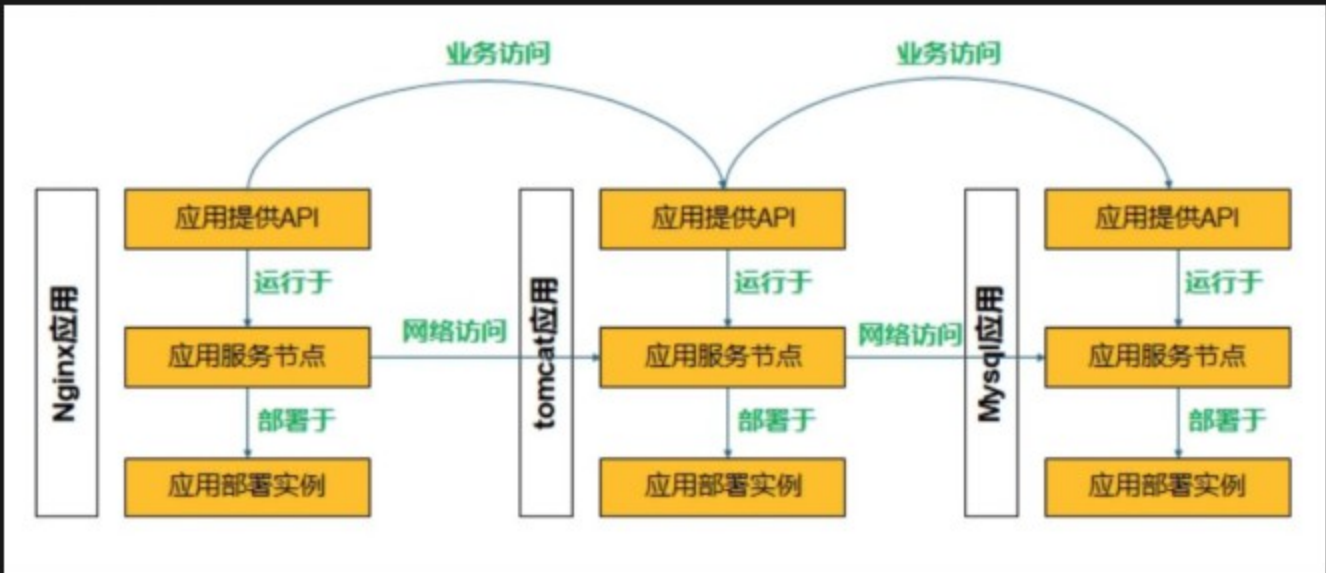 业务访问
业务访问
Nginx应用
应用提供API
tomcat应用
应用提供API
Mysql应用
应用提供API
运行于
运行于
运行于
网络访问
网络访问
应用服务节点
应用服务节点
应用服务节点
部署于
部署于
部署于
应用部署实例
应用部署实例
应用部署实例